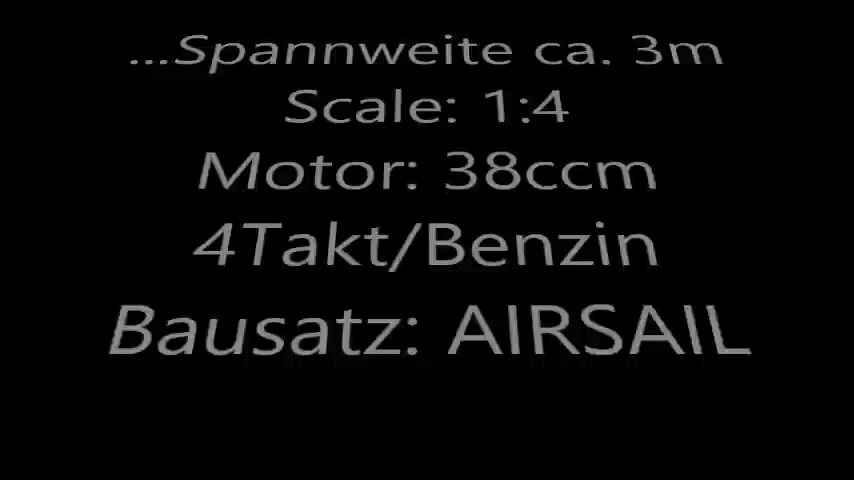 ...Spannweite ca. 3m
Scale: 1:4
Motor: 38ccm
4Takt/Benzin
Bausatz: AIRSAIL